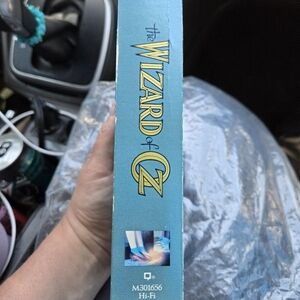 the WIZARD of OZ
M301656
Hi-Fi